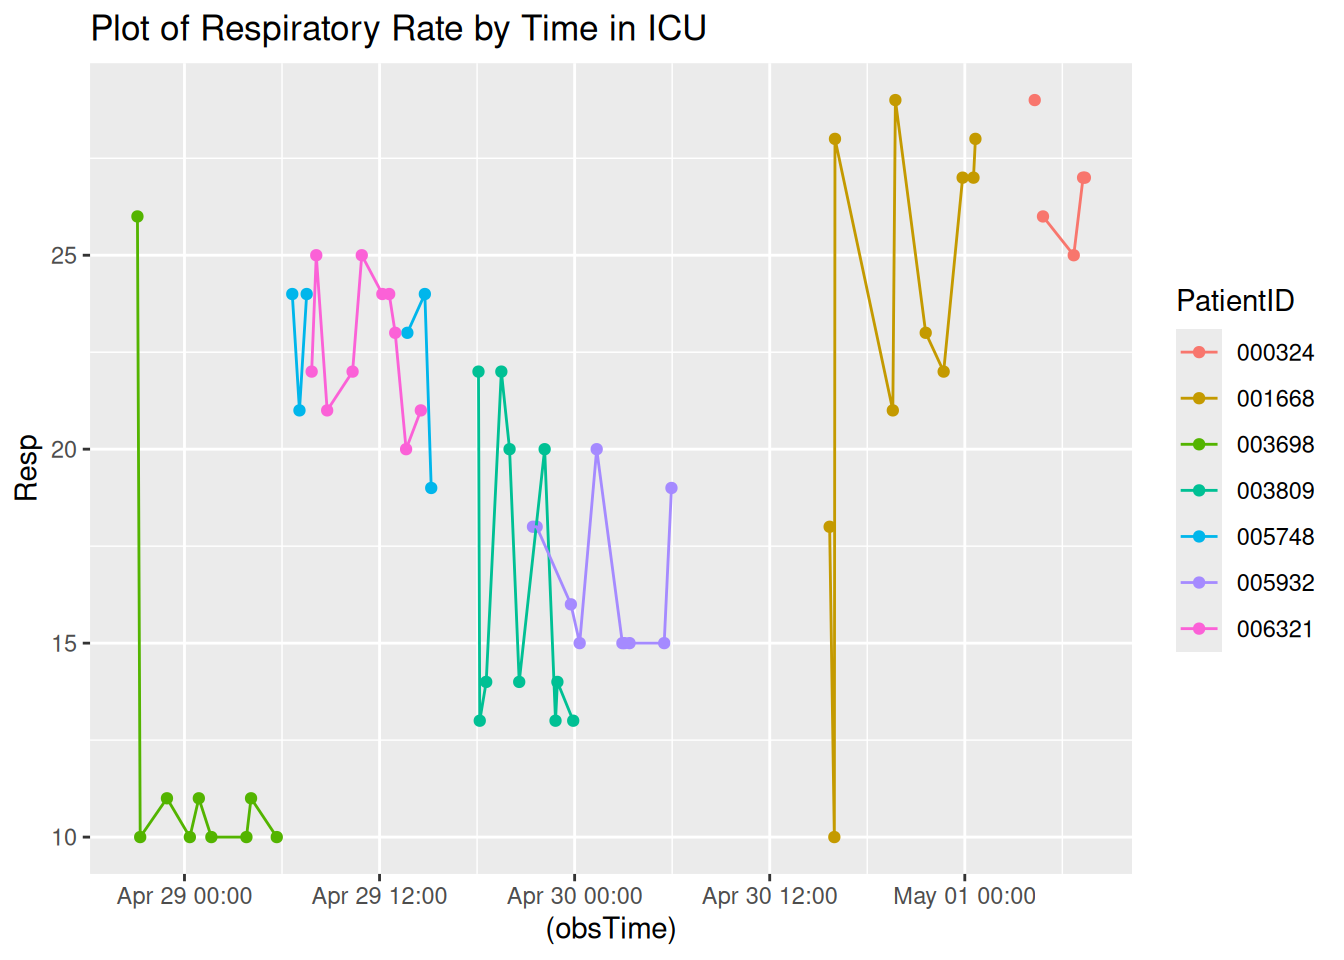 Plot of Respiratory Rate by Time in ICU
Resp
25
20
15
10
Apr 29 00:00
Apr 29 12:00
Apr 30 00:00
Apr 30 12:00
May 01 00:00
(obsTime)
PatientID
000324
001668
003698
003809
005748
005932
006321